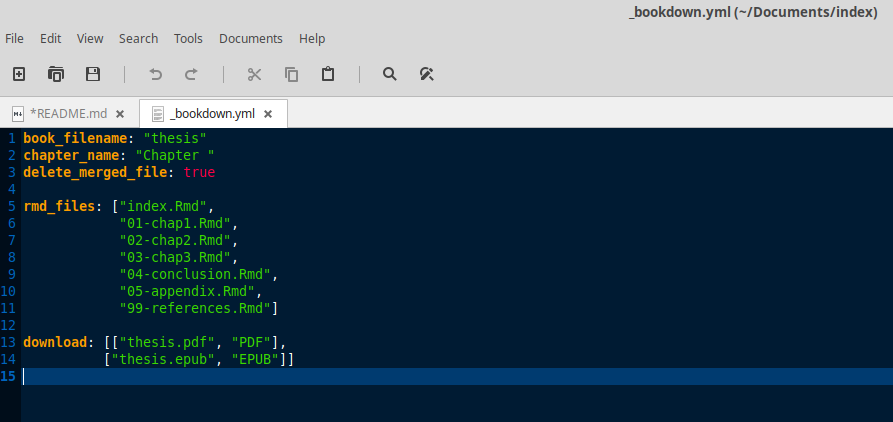 _bookdown.yml (~/Documents/index)
File Edit View Search Tools Documents Help
*README.md _bookdown.yml
1 book_filename: "thesis"
2 chapter_name: "Chapter "
3 delete_merged_file: true
4
5 rmd_files: ["index.Rmd",
6 "01-chap1.Rmd",
7 "02-chap2.Rmd",
8 "03-chap3.Rmd",
9 "04-conclusion.Rmd",
10 "05-appendix.Rmd",
11 "99-references.Rmd"]
12
13 download: [["thesis.pdf", "PDF"],
14 ["thesis.epub", "EPUB"]]
15